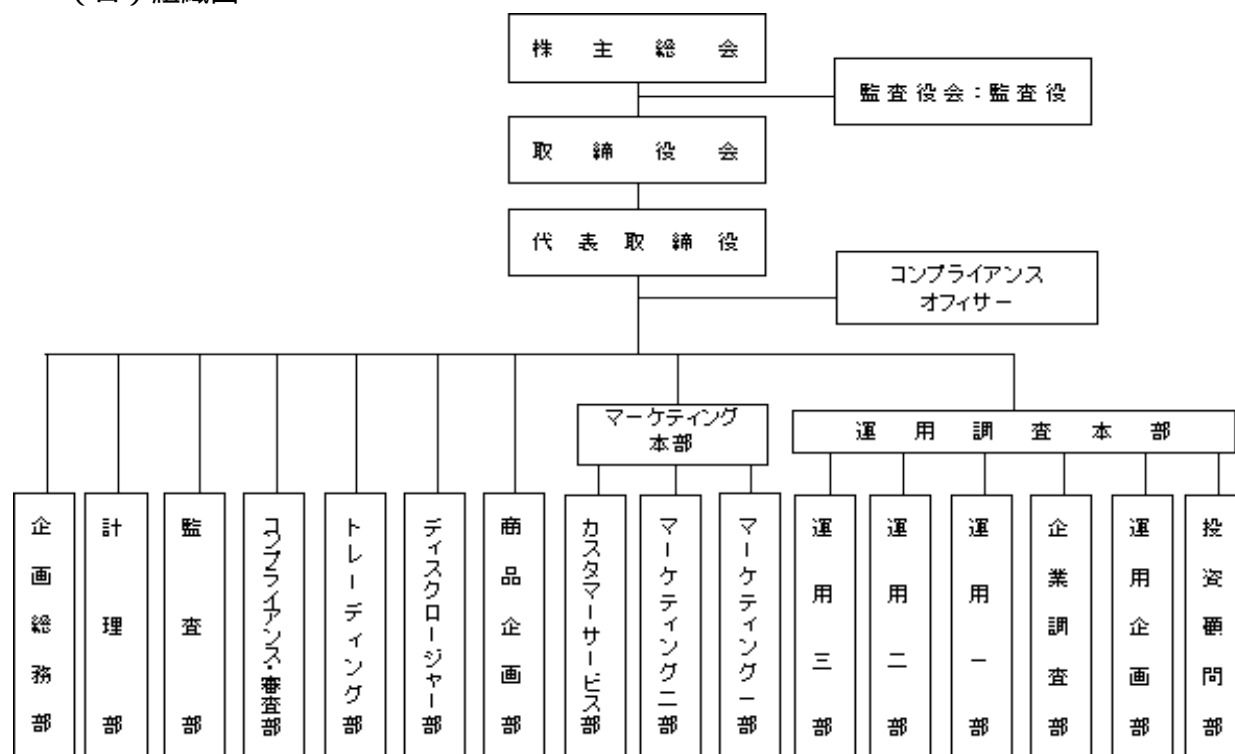 株主総会
監査役会：監査役
取締役会
代表取締役
コンプライアンス
オフィサー
マーケティング
本部
運用調査本部
企画総務部
計理部
監査部
コンプライアンス・審査部
トレーディング部
ディスクロージャー部
商品企画部
カスタマーサービス部
マーケティング二部
マーケティング一部
運用三部
運用二部
運用一部
企業調査部
運用企画部
投資顧問部